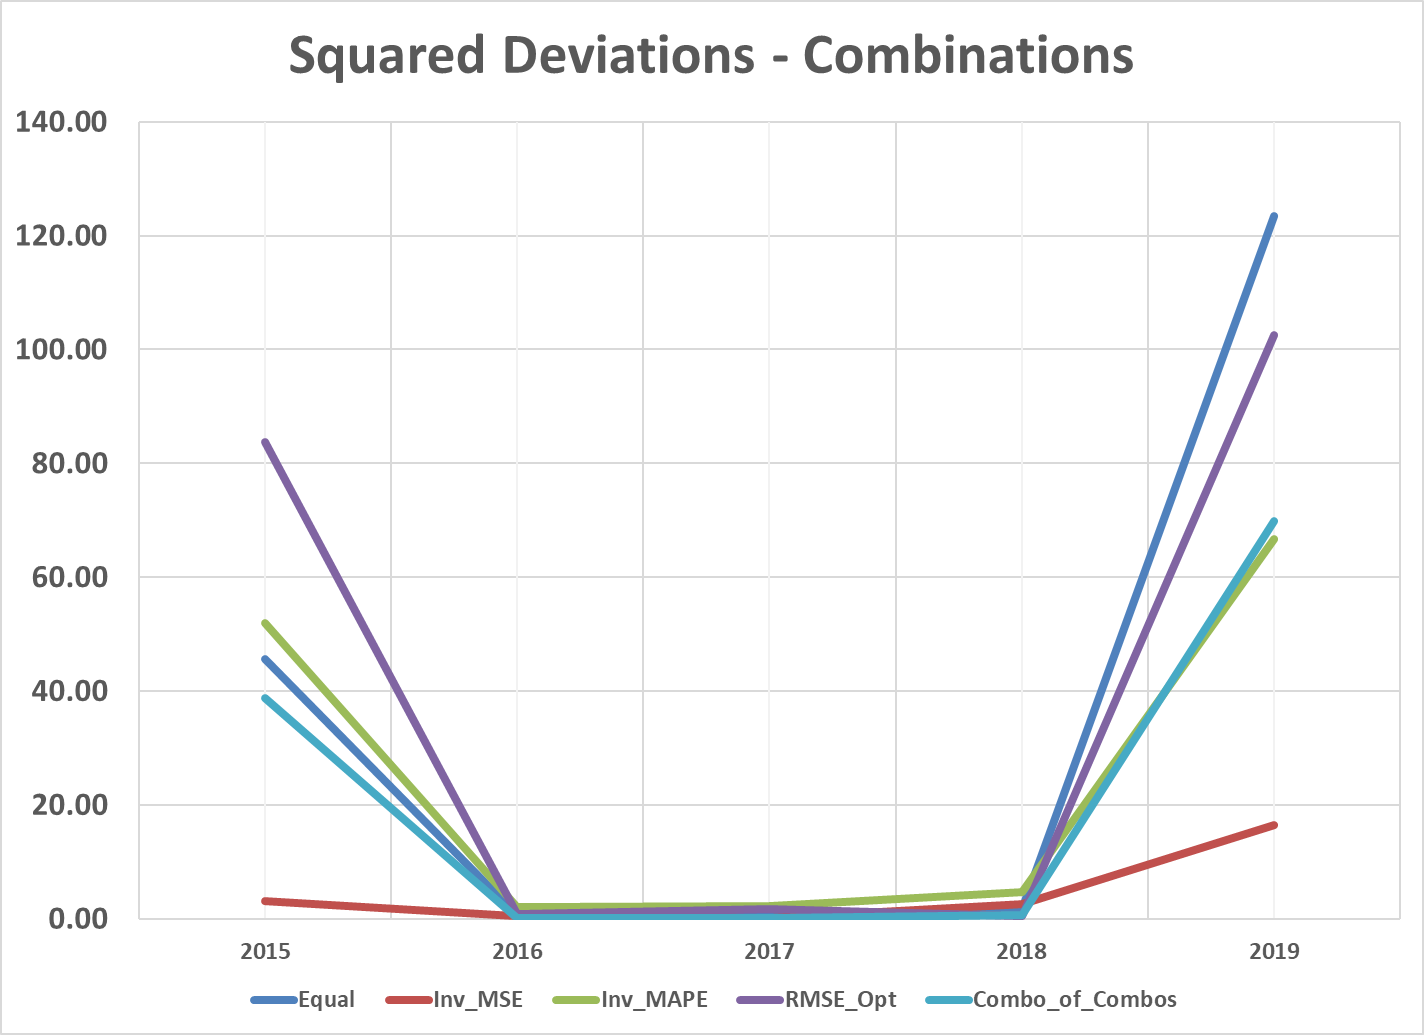 Squared Deviations - Combinations
140.00
120.00
100.00
80.00
60.00
40.00
20.00
0.00
2015 2016 2017 2018 2019
Equal Inv_MSE Inv_MAPE RMSE_Opt Combo_of_Combos